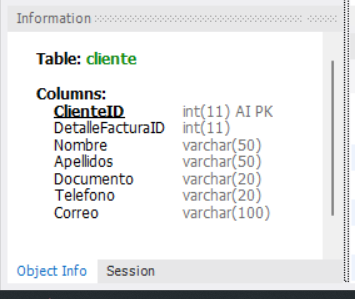 Information
Table: cliente
Columns:
ClienteID int(11) AI PK
DetalleFacturaID int(11)
Nombre varchar(50)
Apellidos varchar(50)
Documento varchar(20)
Telefono varchar(20)
Correo varchar(100)
Object Info Session